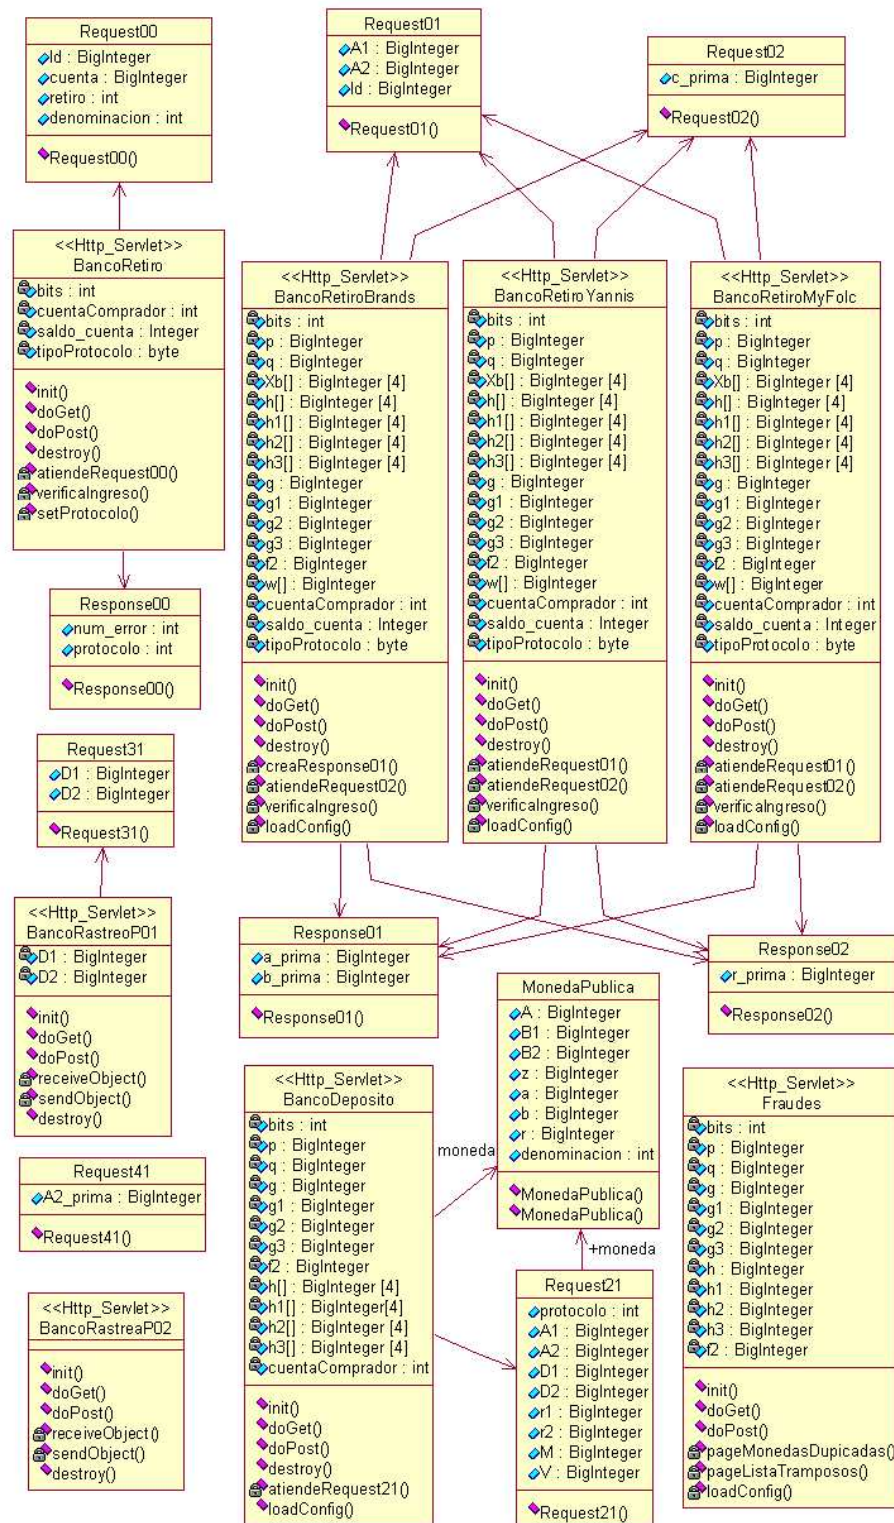 Request00
Id : BigInteger
cuenta : BigInteger
retiro : int
denominacion : int
Request00()
Request01
A1 : BigInteger
A2 : BigInteger
Id : BigInteger
Request01()
Request02
c_prima : BigInteger
Request02()
<<Http_Servlet>>
BancoRetiro
bits : int
cuentaComprador : int
saldo_cuenta : Integer
tipoProtocolo : byte
init()
doGet()
doPost()
destroy()
atiendeRequest00()
verificaIngreso()
setProtocolo()
<<Http_Servlet>>
BancoRetiroBrands
bits : int
p : BigInteger
q : BigInteger
Xb[] : BigInteger [4]
h[] : BigInteger [4]
h1[] : BigInteger [4]
h2[] : BigInteger [4]
h3[] : BigInteger [4]
g : BigInteger
g1 : BigInteger
g2 : BigInteger
g3 : BigInteger
f2 : BigInteger
w[] : BigInteger
cuentaComprador : int
saldo_cuenta : Integer
tipoProtocolo : byte
init()
doGet()
doPost()
destroy()
creaResponse01()
atiendeRequest02()
verificaIngreso()
loadConfig()
<<Http_Servlet>>
BancoRetiroYannis
bits : int
p : BigInteger
q : BigInteger
Xb[] : BigInteger [4]
h[] : BigInteger [4]
h1[] : BigInteger [4]
h2[] : BigInteger [4]
h3[] : BigInteger [4]
g : BigInteger
g1 : BigInteger
g2 : BigInteger
g3 : BigInteger
f2 : BigInteger
w[] : BigInteger
cuentaComprador : int
saldo_cuenta : Integer
tipoProtocolo : byte
init()
doGet()
doPost()
destroy()
atiendeRequest01()
atiendeRequest02()
verificaIngreso()
loadConfig()
<<Http_Servlet>>
BancoRetiroMyFolc
bits : int
p : BigInteger
q : BigInteger
Xb[] : BigInteger [4]
h[] : BigInteger [4]
h1[] : BigInteger [4]
h2[] : BigInteger [4]
h3[] : BigInteger [4]
g : BigInteger
g1 : BigInteger
g2 : BigInteger
g3 : BigInteger
f2 : BigInteger
w[] : BigInteger
cuentaComprador : int
saldo_cuenta : Integer
tipoProtocolo : byte
init()
doGet()
doPost()
destroy()
atiendeRequest01()
atiendeRequest02()
verificaIngreso()
loadConfig()
Response00
num_error : int
protocolo : int
Response00()
Request31
D1 : BigInteger
D2 : BigInteger
Request31()
<<Http_Servlet>>
BancoRastreoP01
D1 : BigInteger
D2 : BigInteger
init()
doGet()
doPost()
receiveObject()
sendObject()
destroy()
Response01
a_prima : BigInteger
b_prima : BigInteger
Response01()
Response02
r_prima : BigInteger
Response02()
MonedaPublica
A : BigInteger
B1 : BigInteger
B2 : BigInteger
z : BigInteger
a : BigInteger
b : BigInteger
r : BigInteger
denominacion : int
MonedaPublica()
MonedaPublica()
Request41
A2_prima : BigInteger
Request41()
<<Http_Servlet>>
BancoRastreaP02
init()
doGet()
doPost()
receiveObject()
sendObject()
destroy()
<<Http_Servlet>>
BancoDeposito
bits : int
p : BigInteger
q : BigInteger
g : BigInteger
g1 : BigInteger
g2 : BigInteger
g3 : BigInteger
f2 : BigInteger
h[] : BigInteger [4]
h1[] : BigInteger[4]
h2[] : BigInteger [4]
h3[] : BigInteger [4]
cuentaComprador : int
init()
doGet()
doPost()
destroy()
atiendeRequest21()
loadConfig()
moneda
+moneda
Request21
protocolo : int
A1 : BigInteger
A2 : BigInteger
D1 : BigInteger
D2 : BigInteger
r1 : BigInteger
r2 : BigInteger
M : BigInteger
V : BigInteger
Request21()
<<Http_Servlet>>
Fraudes
bits : int
p : BigInteger
q : BigInteger
g : BigInteger
g1 : BigInteger
g2 : BigInteger
g3 : BigInteger
h : BigInteger
h1 : BigInteger
h2 : BigInteger
h3 : BigInteger
f2 : BigInteger
init()
doGet()
doPost()
pageMonedasDupicadas()
pageListaTramposos()
loadConfig()